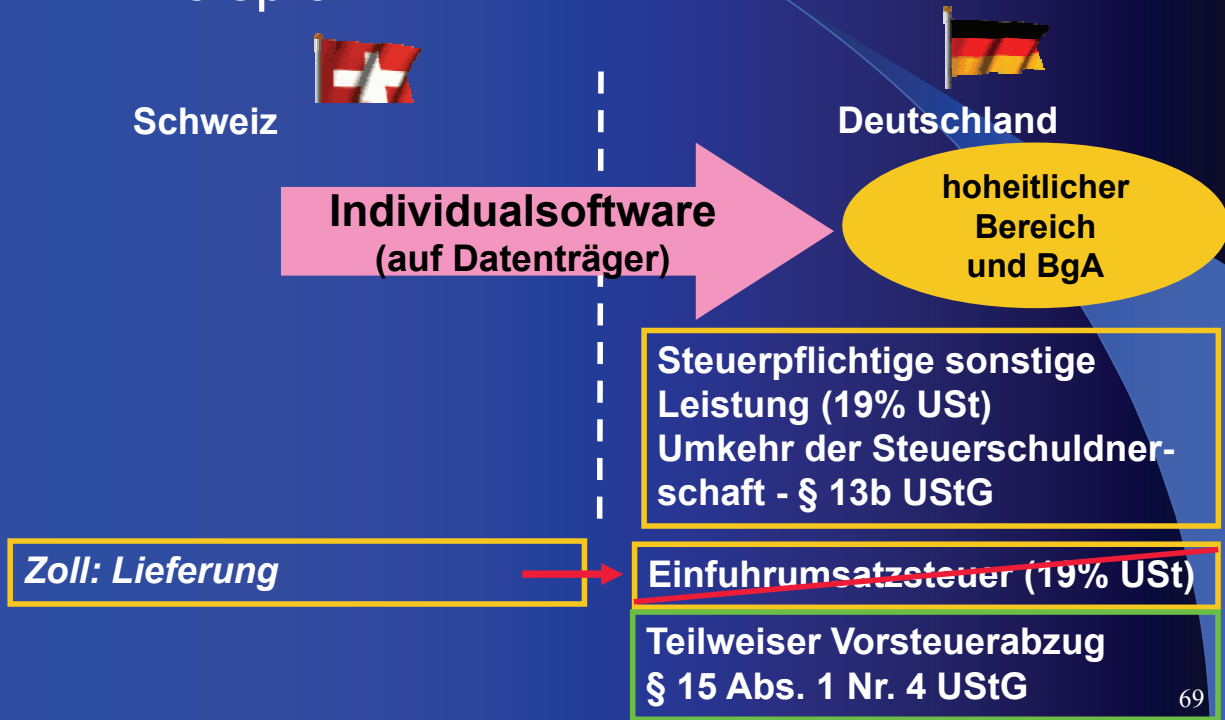 Schweiz
Deutschland
Individualsoftware
(auf Datenträger)
hoheitlicher
Bereich
und BgA
Steuerpflichtige sonstige
Leistung (19% USt)
Umkehr der Steuerschuldner-
schaft - § 13b UStG
Zoll: Lieferung
Einfuhrumsatzsteuer (19% USt)
Teilweiser Vorsteuerabzug
§ 15 Abs. 1 Nr. 4 UStG
69